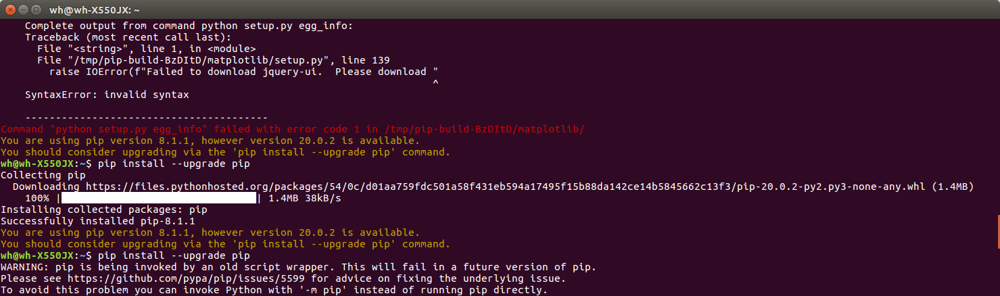 wh@wh-X550JX: ~
Complete output from command python setup.py egg_info:
Traceback (most recent call last):
File "<string>", line 1, in <module>
File "/tmp/pip-build-BzDItD/matplotlib/setup.py", line 139
raise IOError(f"Failed to download jquery-ui.  Please download "
^
SyntaxError: invalid syntax
----------------------------------------
Command "python setup.py egg_info" failed with error code 1 in /tmp/pip-build-BzDItD/matplotlib/
You are using pip version 8.1.1, however version 20.0.2 is available.
You should consider upgrading via the 'pip install --upgrade pip' command.
wh@wh-X550JX:~$ pip install --upgrade pip
Collecting pip
Downloading https://files.pythonhosted.org/packages/54/0c/d01aa759fdc501a58f431eb594a17495f15b88da142ce14b5845662c13f3/pip-20.0.2-py2.py3-none-any.whl (1.4MB)
100% |████████████████████████████████| 1.4MB 38kB/s
Installing collected packages: pip
Successfully installed pip-8.1.1
You are using pip version 8.1.1, however version 20.0.2 is available.
You should consider upgrading via the 'pip install --upgrade pip' command.
wh@wh-X550JX:~$ pip install --upgrade pip
WARNING: pip is being invoked by an old script wrapper. This will fail in a future version of pip.
Please see https://github.com/pypa/pip/issues/5599 for advice on fixing the underlying issue.
To avoid this problem you can invoke Python with '-m pip' instead of running pip directly.